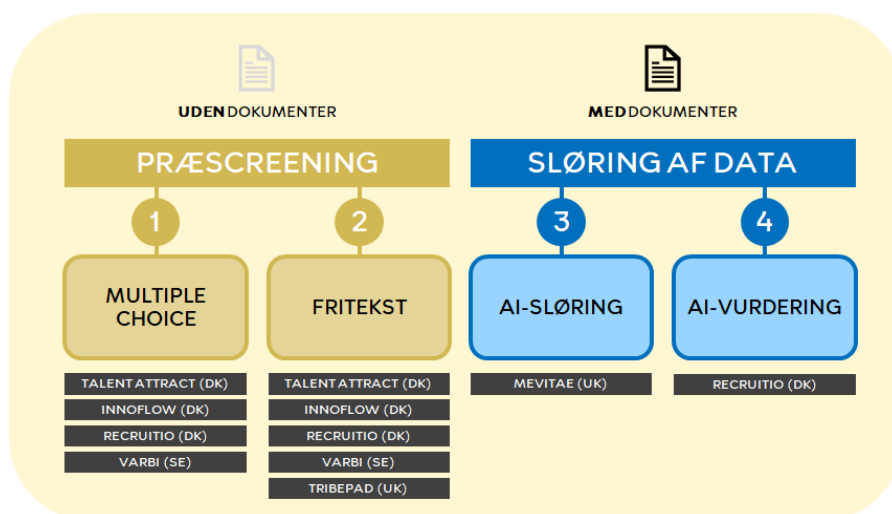 UDEN DOKUMENTER
MED DOKUMENTER
PRÆSCREENING
SLØRING AF DATA
1
2
3
4
MULTIPLE
CHOICE
FRITEKST
AI-SLØRING
AI-VURDERING
TALENT ATTRACT (DK)
INNOFLOW (DK)
RECRUITIO (DK)
VARBI (SE)
TALENT ATTRACT (DK)
INNOFLOW (DK)
RECRUITIO (DK)
VARBI (SE)
TRIBEPAD (UK)
MEVITAE (UK)
RECRUITIO (DK)